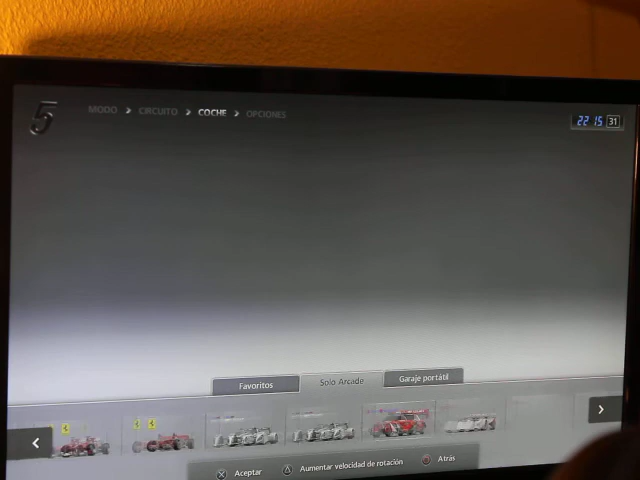 5
MODO > CIRCUITO > COCHE > OPCIONES
22 15 31
Favoritos
Solo Arcade
Garaje portátil
Aceptar
Aumentar velocidad de rotación
Atrás